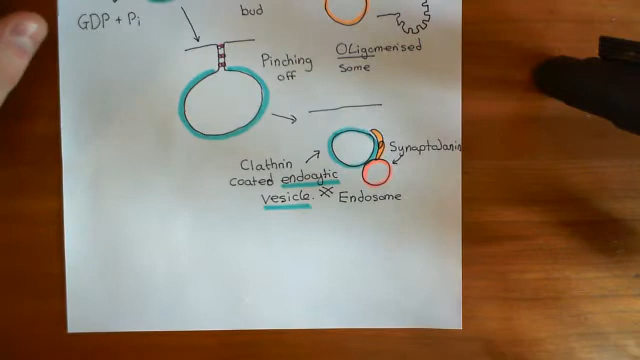 bud
GDP + Pi
OLigomerised
some
Pinching
off
Synaptojanin
Clathrin
coated endocytic
vesicle.
Endosome